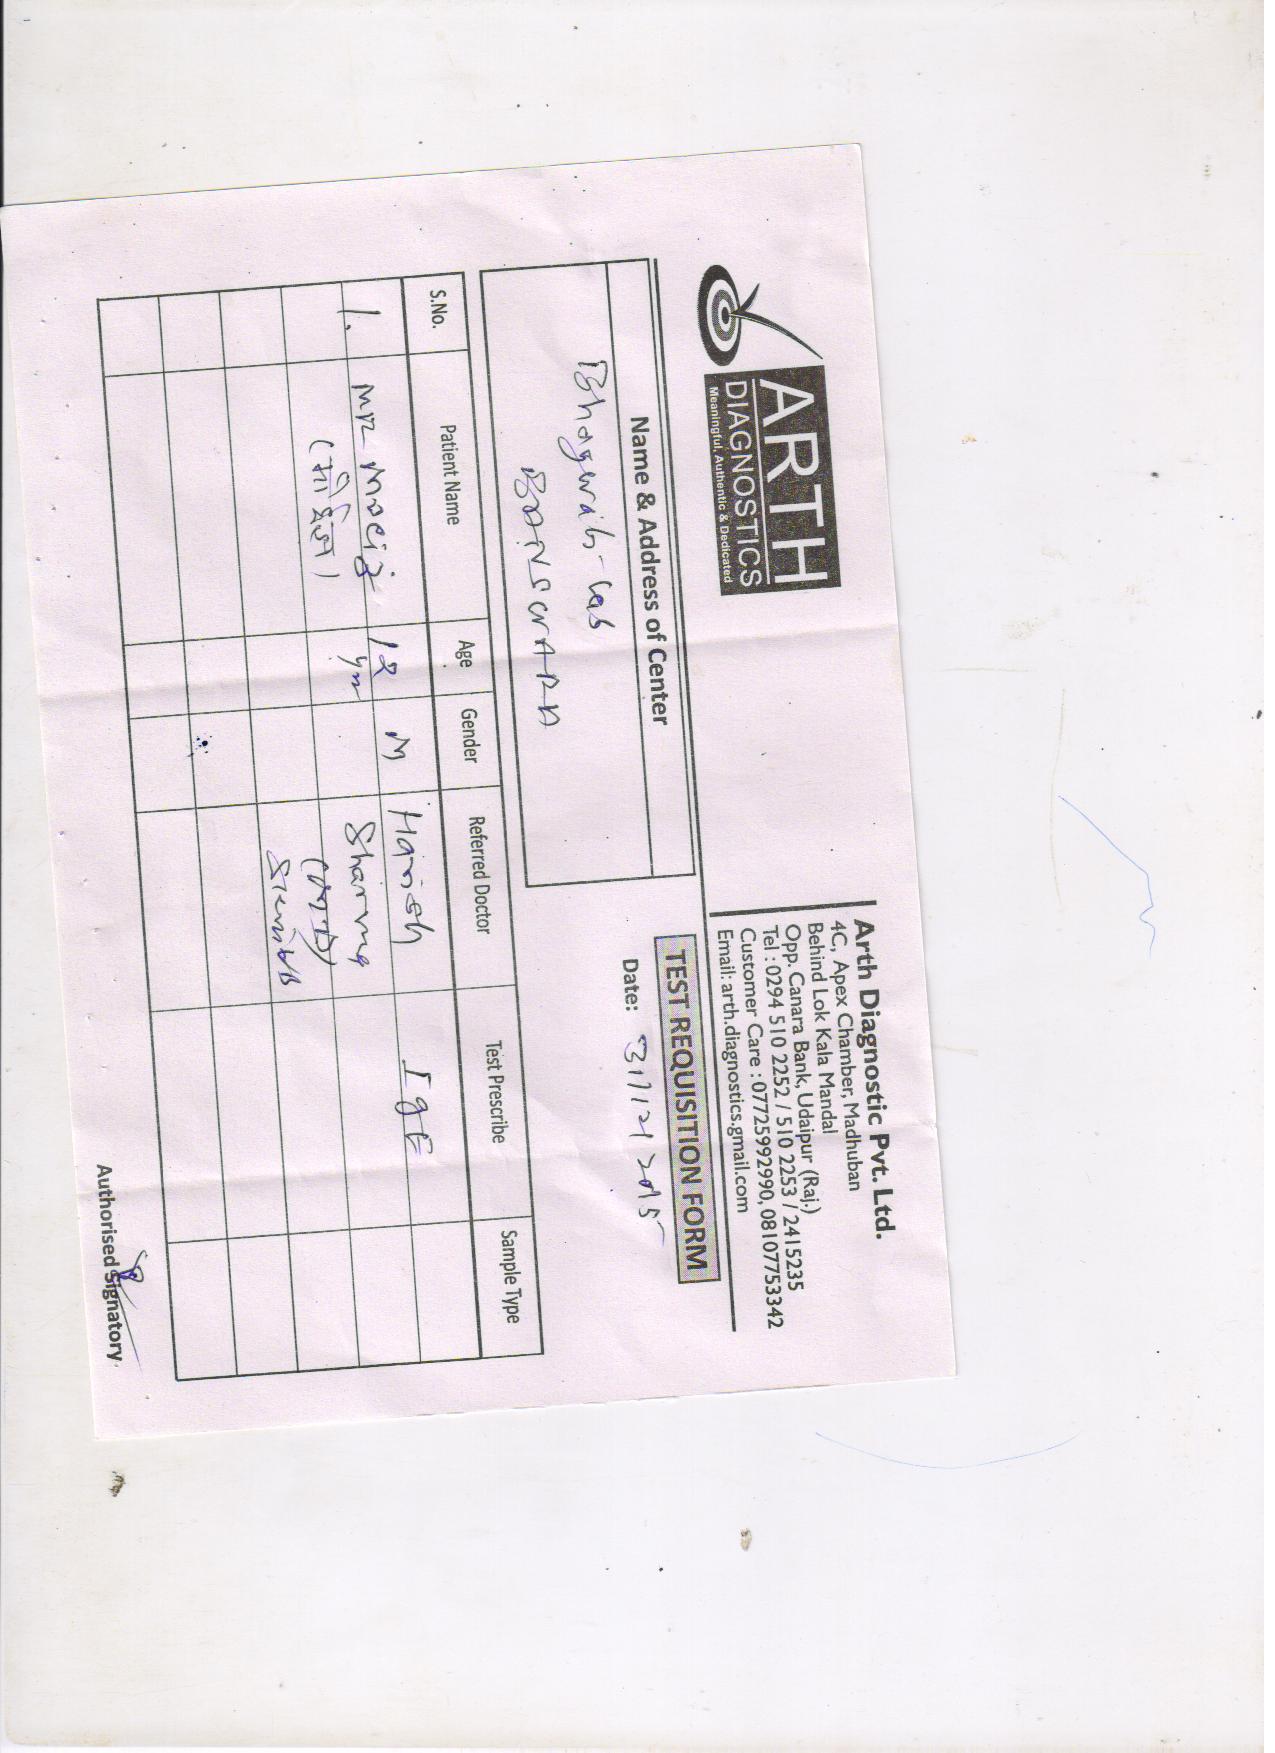 ARTH
DIAGNOSTICS
Meaningful, Authentic & Dedicated
Arth Diagnostic Pvt. Ltd.
4C, Apex Chamber, Madhuban
Behind Lok Kala Mandal
Opp. Canara Bank, Udaipur (Raj.)
Tel : 0294 510 2252 / 510 2253 / 2415235
Customer Care : 07725992990, 08107753342
Email: arth.diagnostics.gmail.com
Name & Address of Center
TEST REQUISITION FORM
Bhagwati Lab
BANSWARA
Date: 31/12/2015
S.No. Patient Name Age Gender Referred Doctor Test Prescribe Sample Type
1. MR 12 M Harish IgE
yrs Sharma
(M.D)
Authorised Signatory